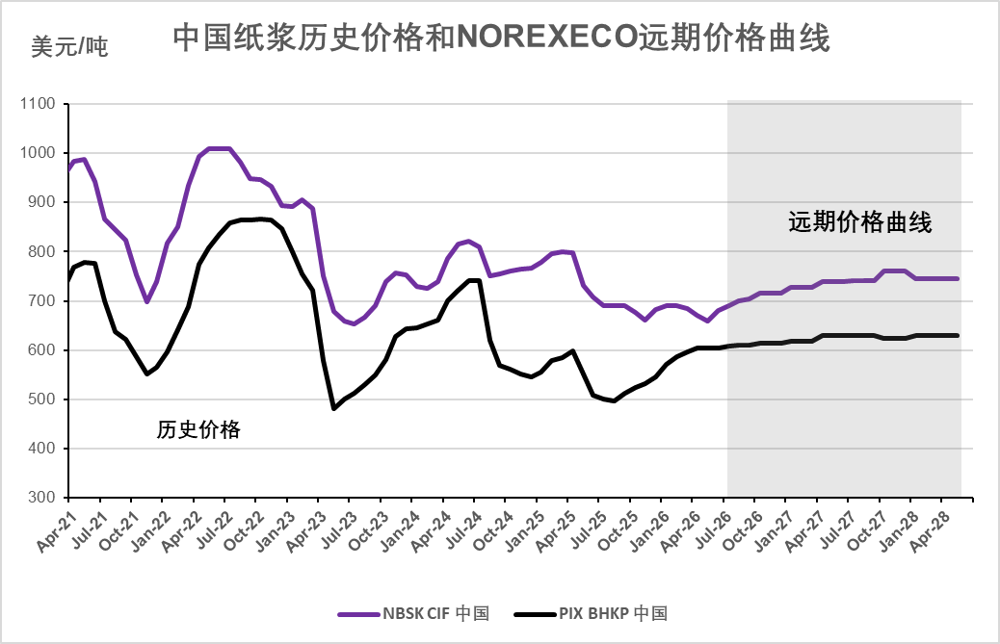 中国纸浆历史价格和NOREXECO远期价格曲线
美元/吨
1100
1000
900
800
700
600
500
400
300
远期价格曲线
历史价格
Apr-21
Jul-21
Oct-21
Jan-22
Apr-22
Jul-22
Oct-22
Jan-23
Apr-23
Jul-23
Oct-23
Jan-24
Apr-24
Jul-24
Oct-24
Jan-25
Apr-25
Jul-25
Oct-25
Jan-26
Apr-26
Jul-26
Oct-26
Jan-27
Apr-27
Jul-27
Oct-27
Jan-28
Apr-28
NBSK CIF 中国
PIX BHKP 中国